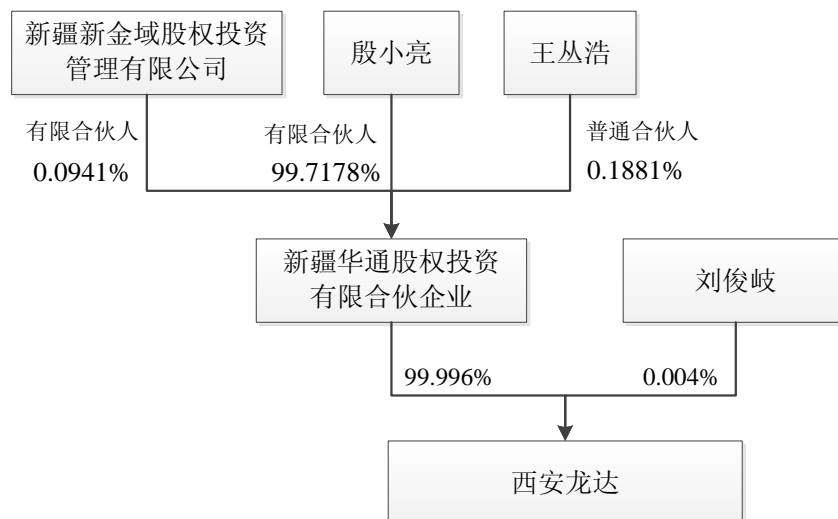 新疆新金域股权投资
管理有限公司
殷小亮
王丛浩
有限合伙人
0.0941%
有限合伙人
99.7178%
普通合伙人
0.1881%
新疆华通股权投资
有限合伙企业
刘俊岐
99.996%
0.004%
西安龙达